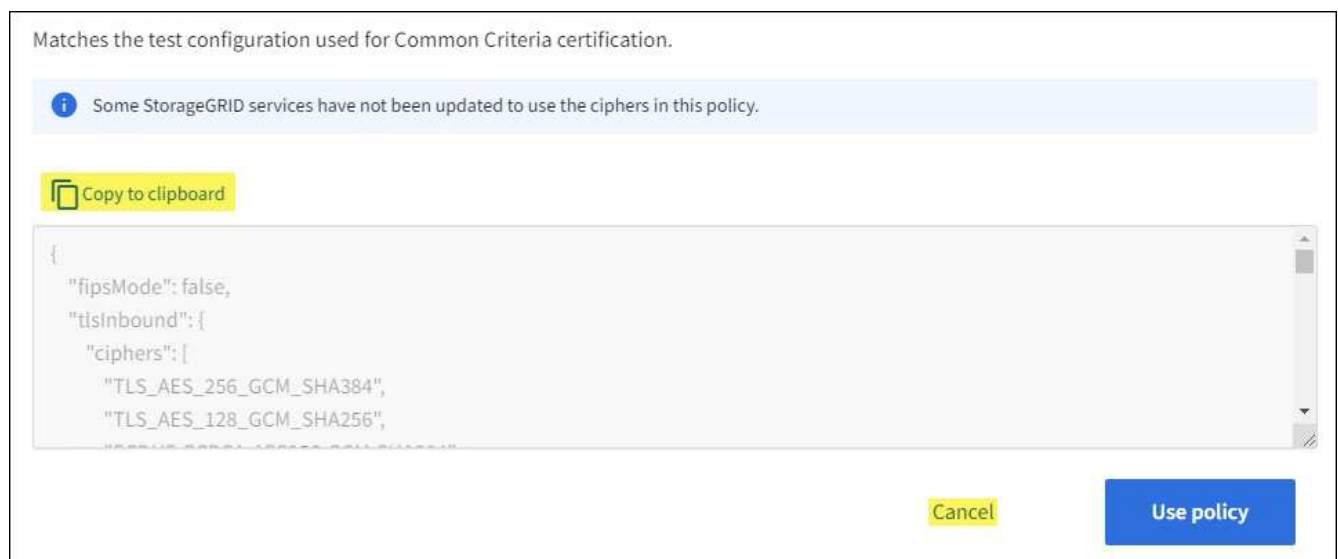 Matches the test configuration used for Common Criteria certification.
Some StorageGRID services have not been updated to use the ciphers in this policy.
Copy to clipboard
{
"fipsMode": false,
"tlsInbound": {
"ciphers": [
"TLS_AES_256_GCM_SHA384",
"TLS_AES_128_GCM_SHA256",
Cancel
Use policy